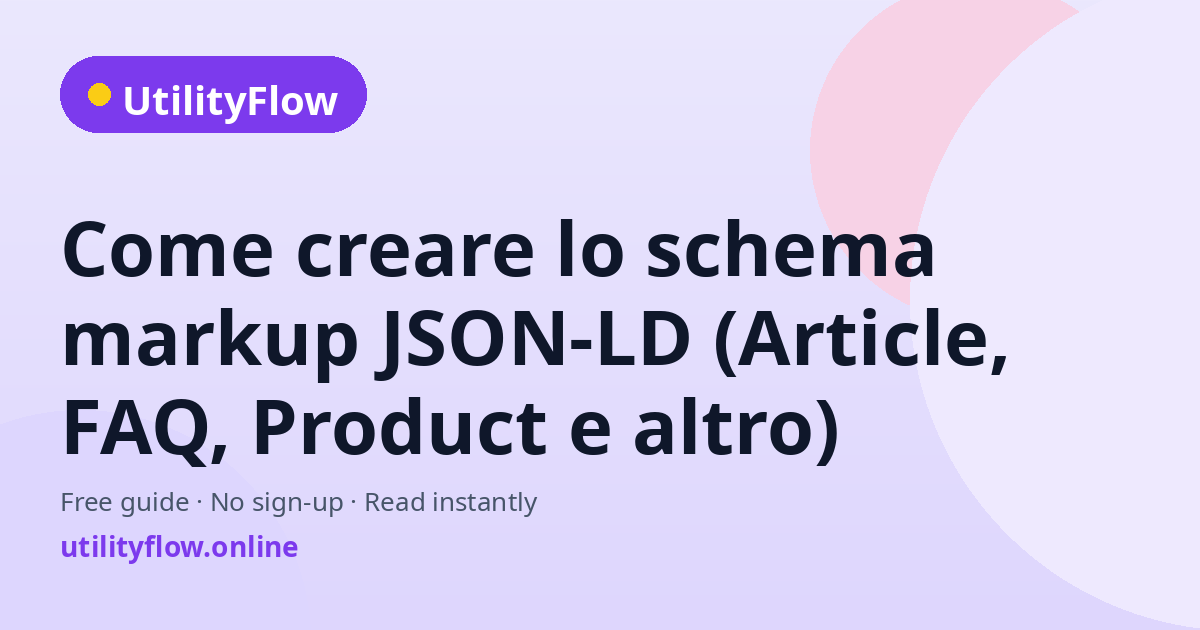 UtilityFlow
Come creare lo schema
markup JSON-LD (Article,
FAQ, Product e altro)
Free guide · No sign-up · Read instantly
utilityflow.online